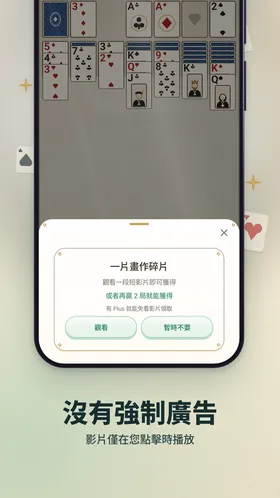 一片畫作碎片
觀看一段短影片即可獲得
或者再贏 2 局就能獲得
有 Plus 就能免看影片領取
觀看
暫時不要
沒有強制廣告
影片僅在您點擊時播放